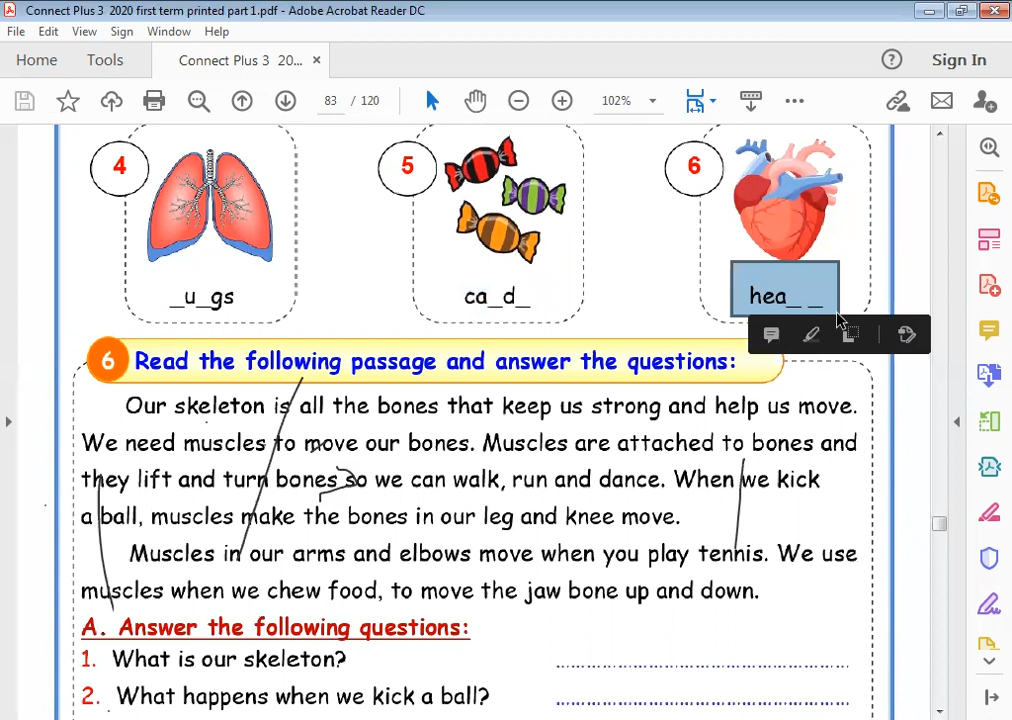 Connect Plus 3 2020 first term printed part 1.pdf - Adobe Acrobat Reader DC
File Edit View Sign Window Help
Home Tools Connect Plus 3 20... × ? Sign In
83 / 120 102%
4 5 6
_u_gs ca_d_ hea_ _
6 Read the following passage and answer the questions:
Our skeleton is all the bones that keep us strong and help us move.
We need muscles to move our bones. Muscles are attached to bones and
they lift and turn bones so we can walk, run and dance. When we kick
a ball, muscles make the bones in our leg and knee move.
Muscles in our arms and elbows move when you play tennis. We use
muscles when we chew food, to move the jaw bone up and down.
A. Answer the following questions:
1. What is our skeleton? ........................................
2. What happens when we kick a ball? ........................................